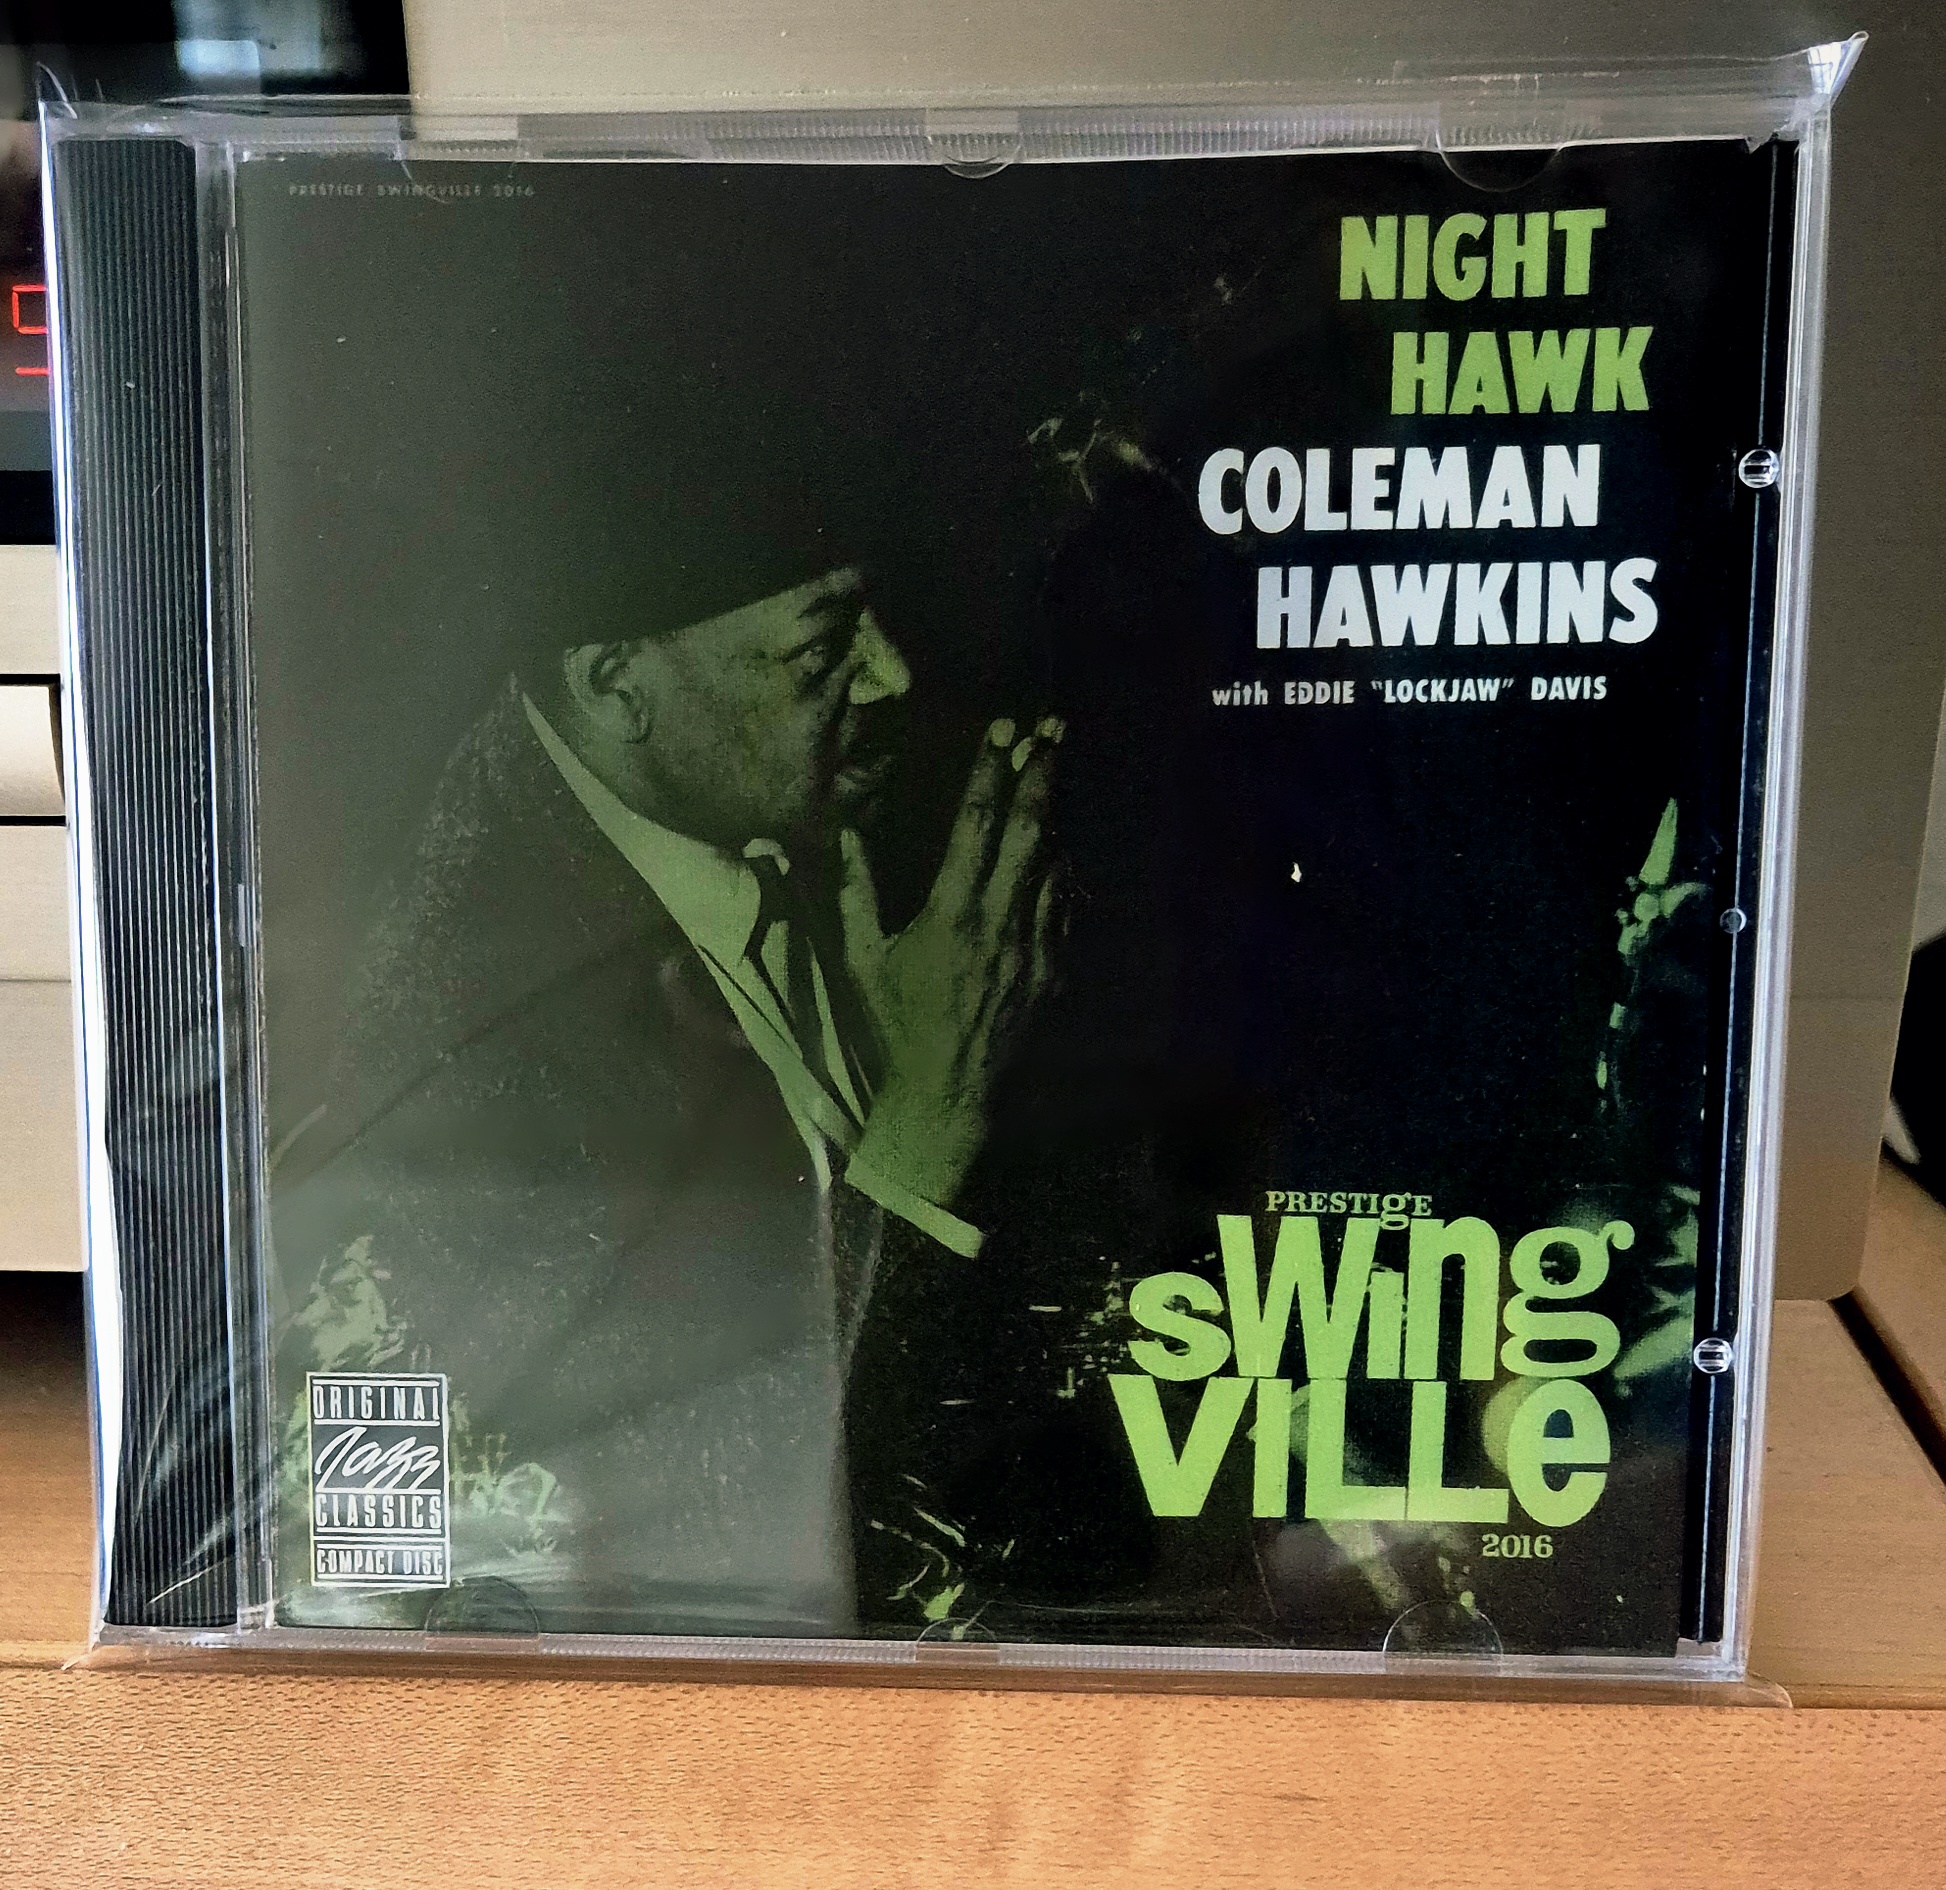 PRESTIGE SWINGVILLE 2016
NIGHT
HAWK
COLEMAN
HAWKINS
with EDDIE "LOCKJAW" DAVIS
PRESTIgE
sWing
VILLe
2016
ORIGINAL
Jazz
CLASSICS
COMPACT DISC